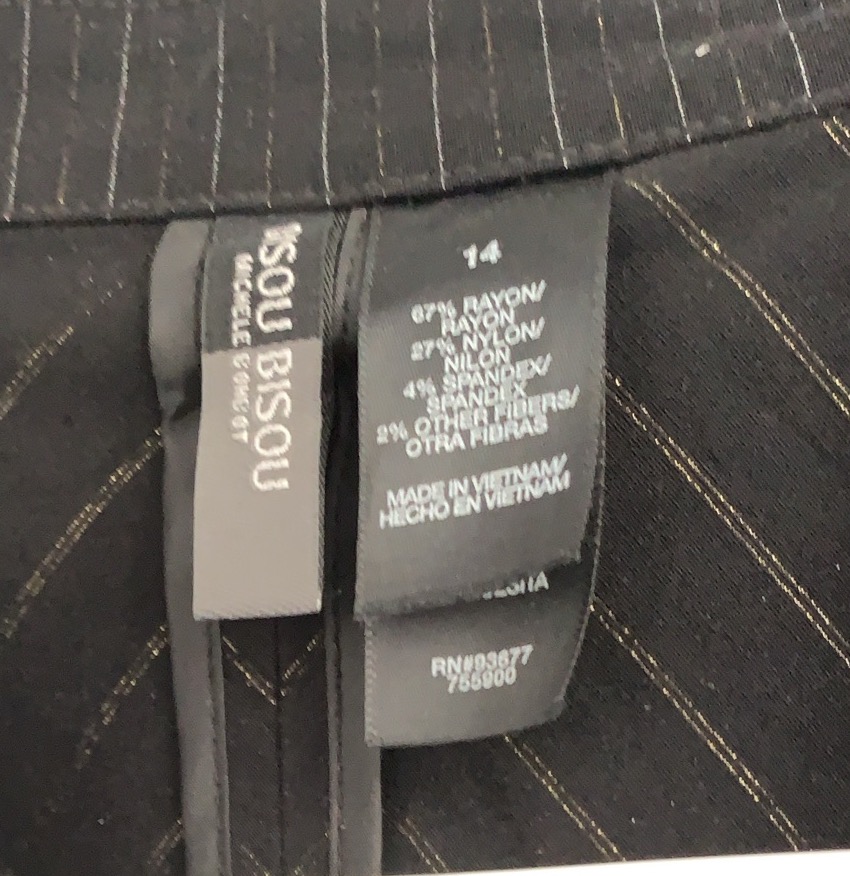 BISOU BISOU
MICHELE BOHBOT
14
67% RAYON/
RAYON
27% NYLON/
NILON
4% SPANDEX/
SPANDEX
2% OTHER FIBERS/
OTRA FIBRAS
MADE IN VIETNAM/
HECHO EN VIETNAM
RN#93677
755900